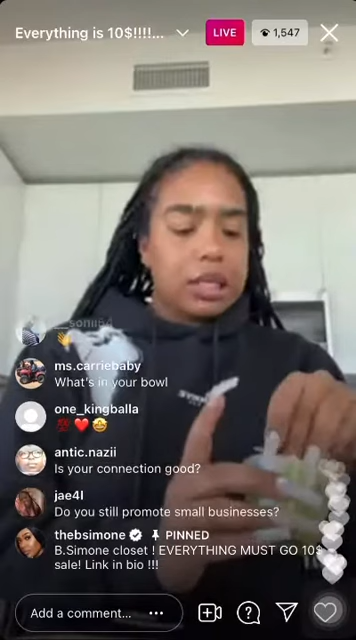 Everything is 10$!!!!...
LIVE
1,547
__sonii54
👋
ms.carriebaby
What's in your bowl
one_kingballa
💯❤️🤩
antic.nazii
Is your connection good?
jae4l
Do you still promote small businesses?
thebsimone PINNED
B.Simone closet ! EVERYTHING MUST GO 10$
sale! Link in bio !!!
Add a comment...